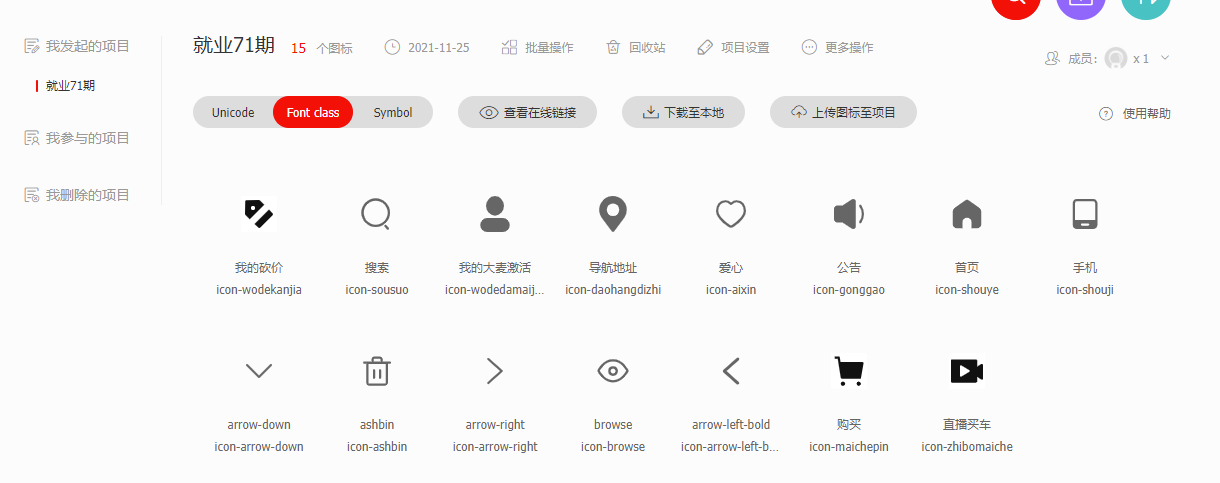 我发起的项目
就业71期
我参与的项目
我删除的项目
就业71期 15 个图标 2021-11-25 批量操作 回收站 项目设置 更多操作
成员: x 1
Unicode Font class Symbol 查看在线链接 下载至本地 上传图标至项目 使用帮助
我的砍价 搜索 我的大麦激活 导航地址 爱心 公告 首页 手机
icon-wodekanjia icon-sousuo icon-wodedamaij... icon-daohangdizhi icon-aixin icon-gonggao icon-shouye icon-shouji
arrow-down ashbin arrow-right browse arrow-left-bold 购买 直播买车
icon-arrow-down icon-ashbin icon-arrow-right icon-browse icon-arrow-left-b... icon-maichepin icon-zhibomaiche